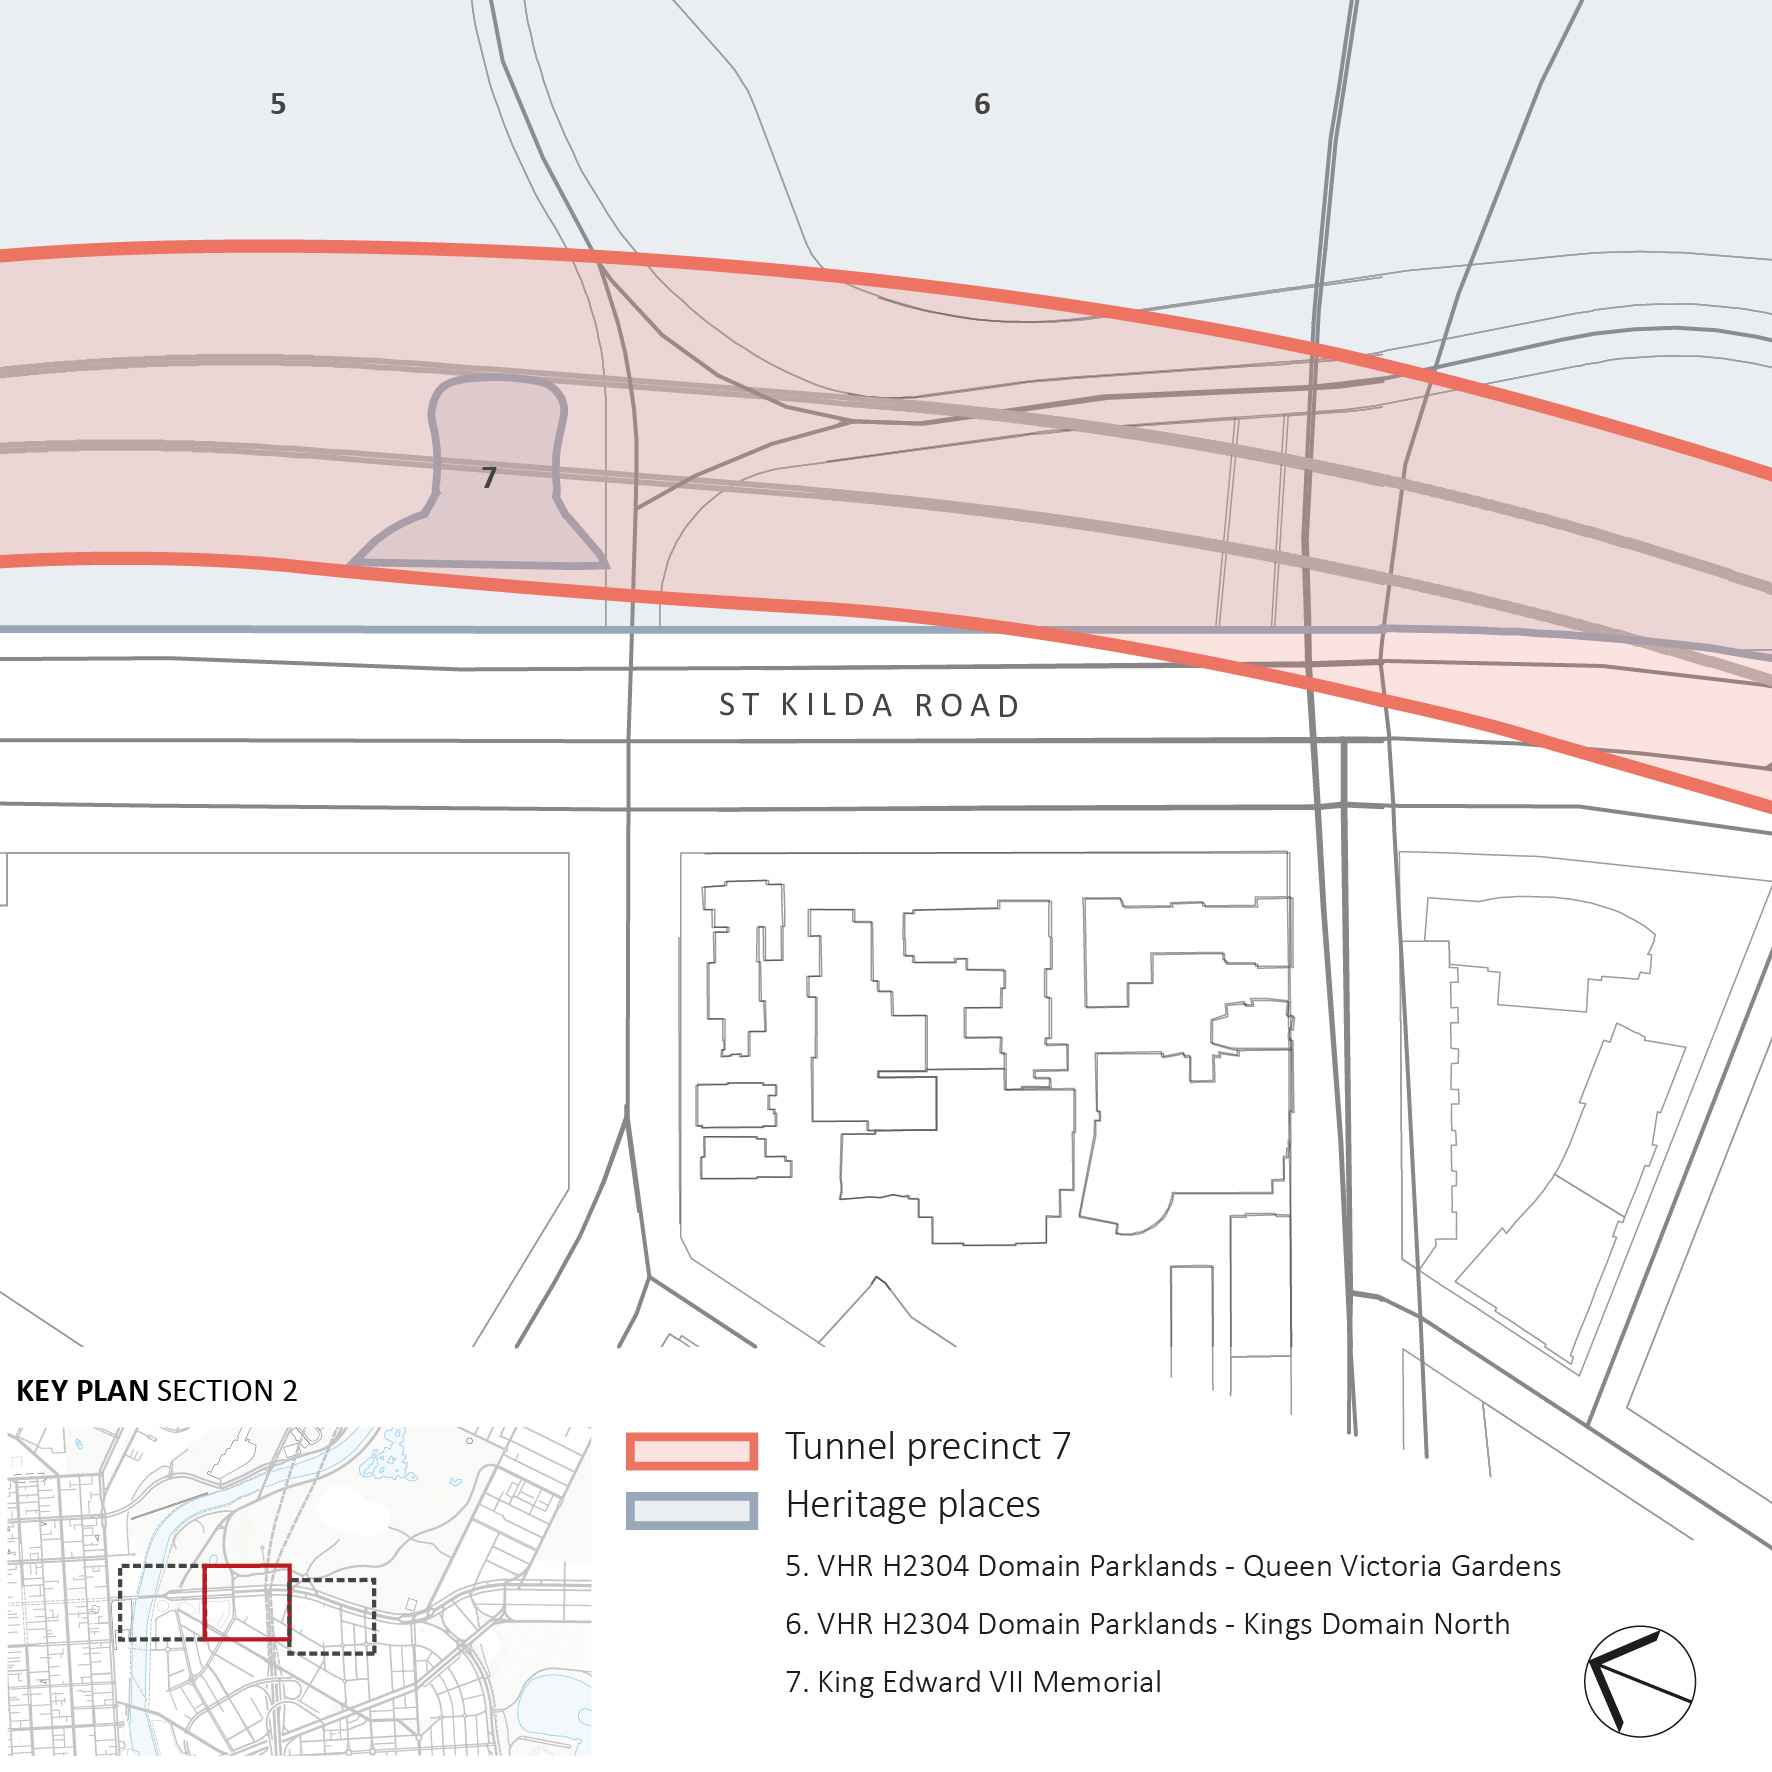 5
6
7
ST KILDA ROAD
KEY PLAN SECTION 2
Tunnel precinct 7
Heritage places
5. VHR H2304 Domain Parklands - Queen Victoria Gardens
6. VHR H2304 Domain Parklands - Kings Domain North
7. King Edward VII Memorial